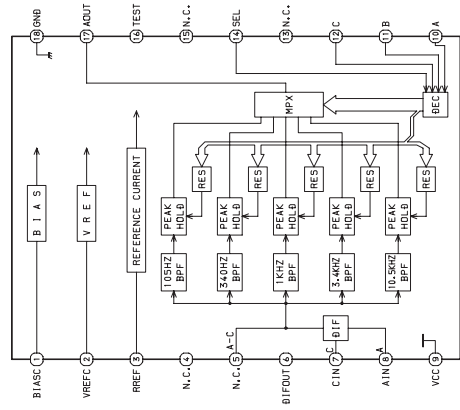 18 GND
17 AOUT
16 TEST
15 N.C.
14 SEL
13 N.C.
12 C
11 B
10 A
MPX
DEC
RES
RES
RES
RES
RES
BIAS
VREF
REFERENCE CURRENT
PEAK
HOLD
PEAK
HOLD
PEAK
HOLD
PEAK
HOLD
PEAK
HOLD
105HZ
BPF
340HZ
BPF
1KHZ
BPF
3.4KHZ
BPF
10.5KHZ
BPF
A-C
DIF
C
A
1 BIASC
2 VREFC
3 RREF
4 N.C.
5 N.C.
6 DIFOUT
7 CIN
8 AIN
9 VCC